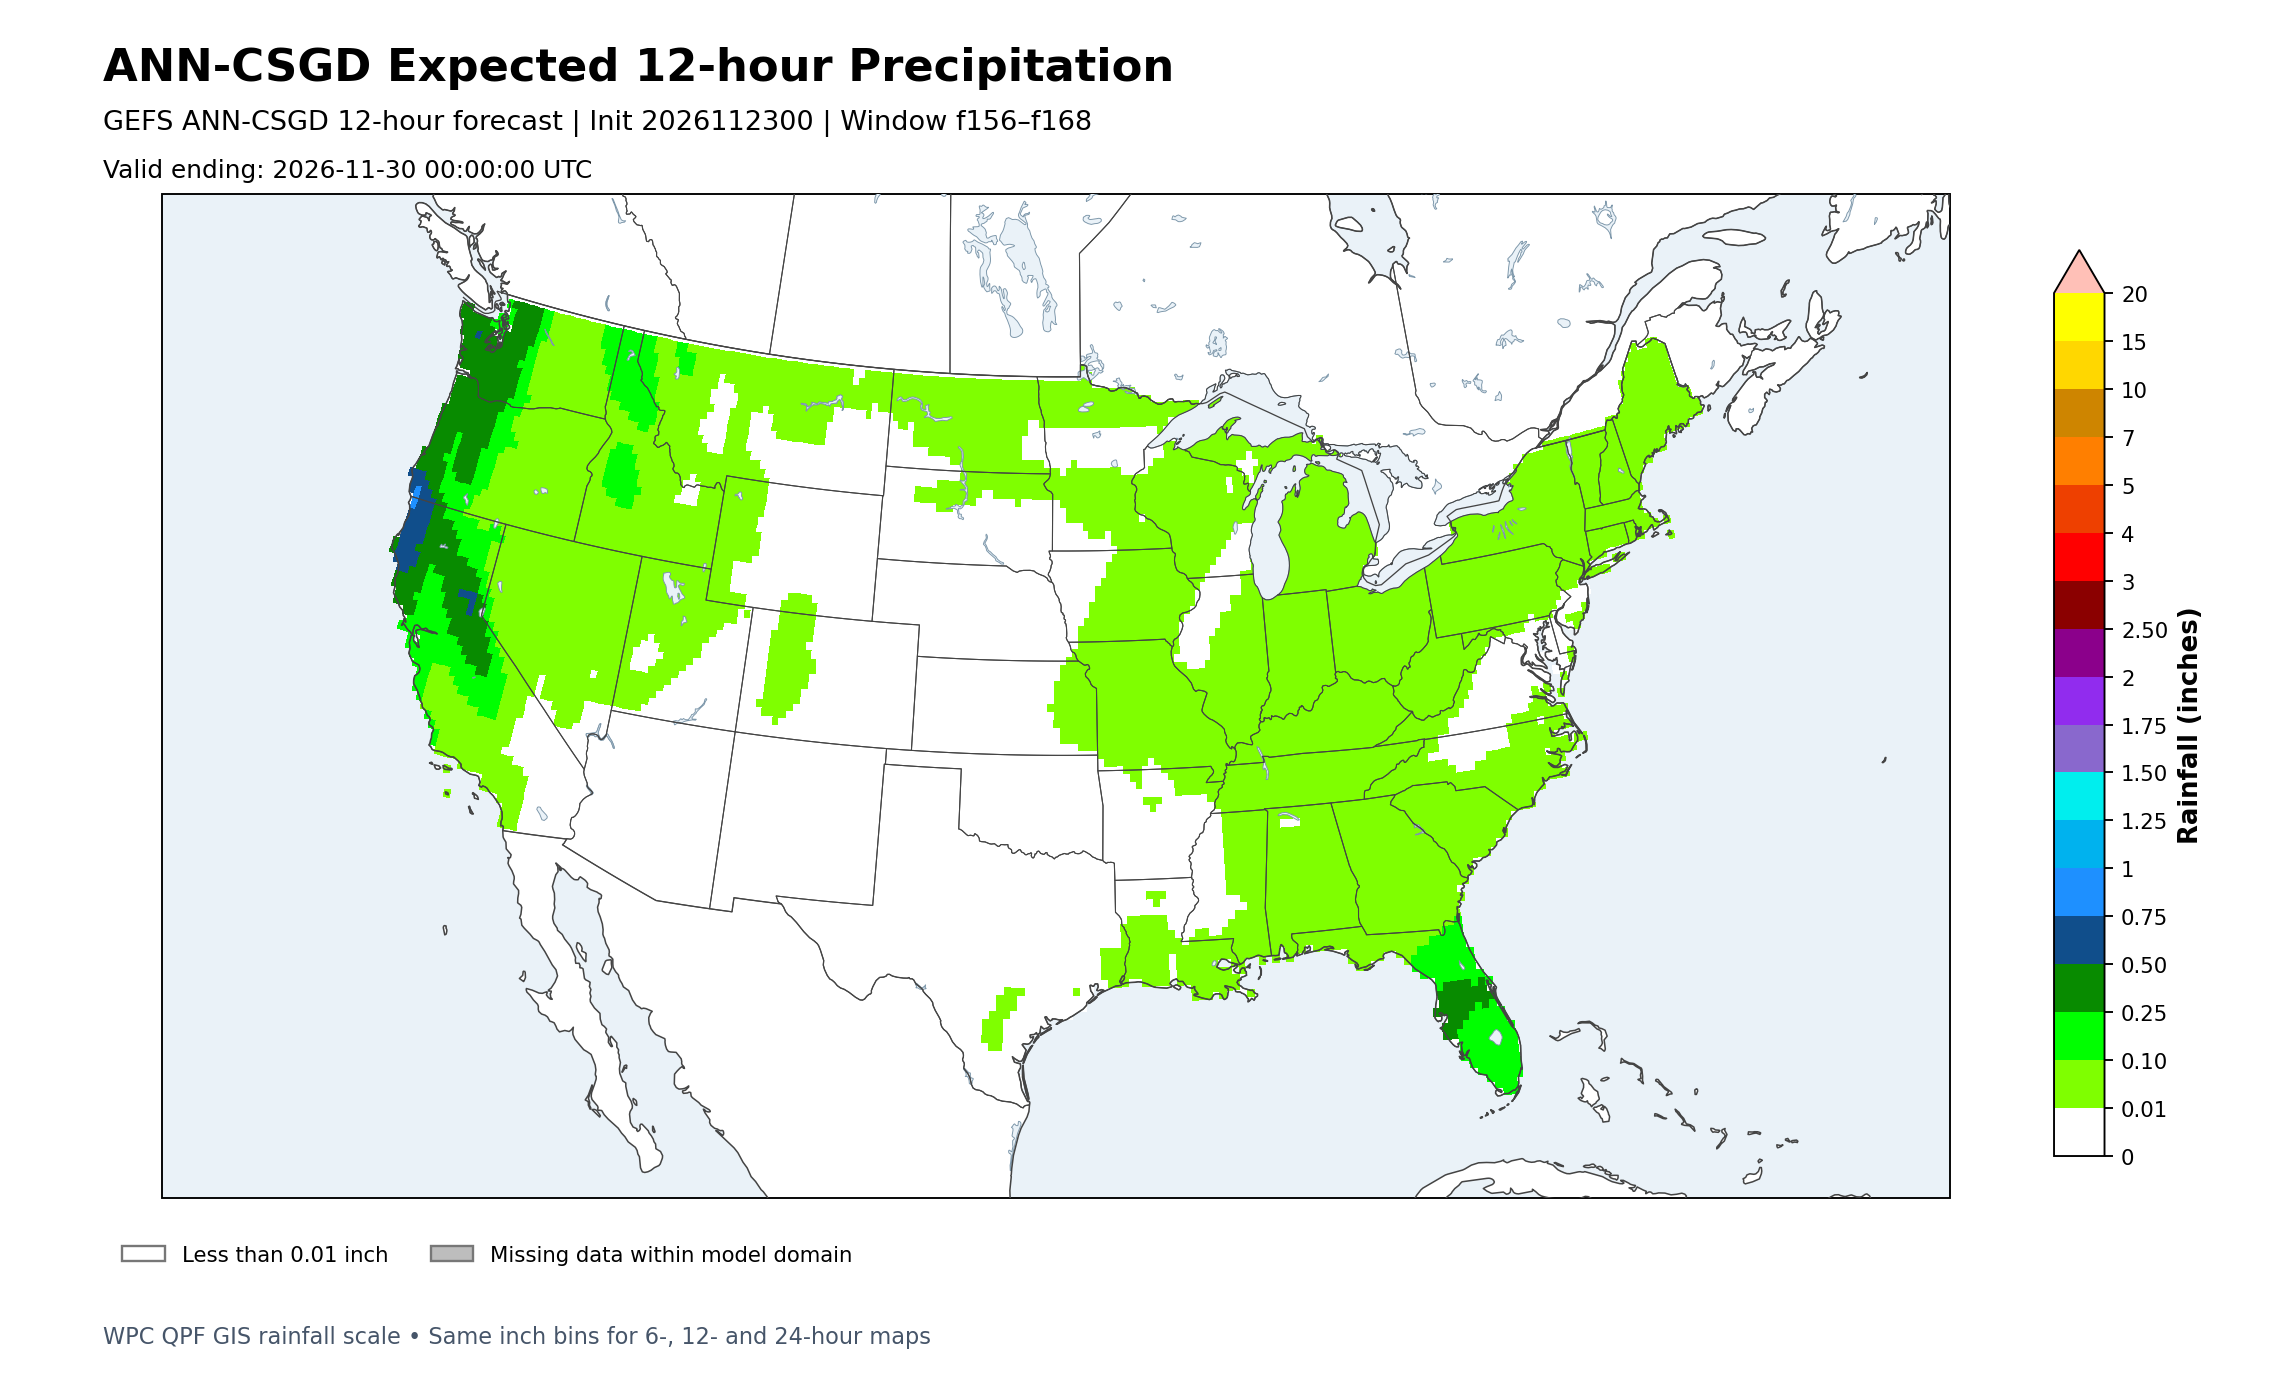 ANN-CSGD Expected 12-hour Precipitation
GEFS ANN-CSGD 12-hour forecast | Init 2026112300 | Window f156–f168
Valid ending: 2026-11-30 00:00:00 UTC
20
15
10
7
5
4
3
2.50
2
1.75
1.50
1.25
1
0.75
0.50
0.25
0.10
0.01
0
Rainfall (inches)
Less than 0.01 inch
Missing data within model domain
WPC QPF GIS rainfall scale • Same inch bins for 6-, 12- and 24-hour maps